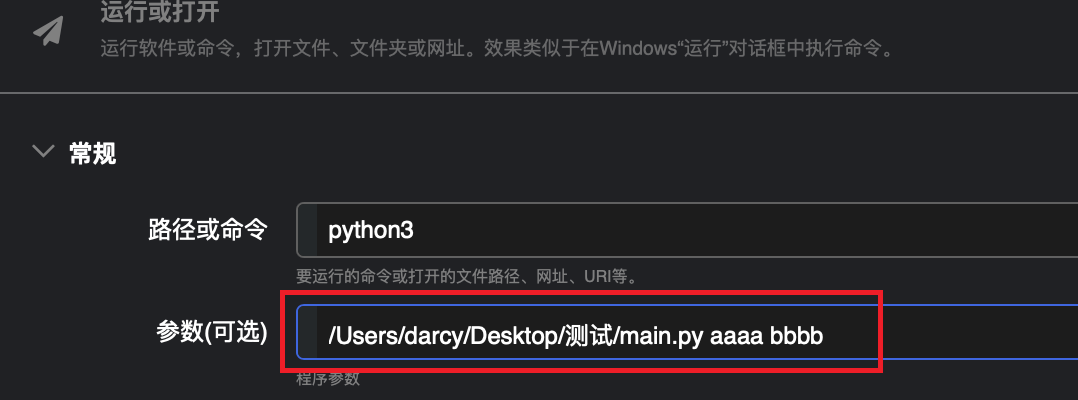 运行或打开
运行软件或命令，打开文件、文件夹或网址。效果类似于在Windows“运行”对话框中执行命令。
常规
路径或命令
python3
要运行的命令或打开的文件路径、网址、URI等。
参数(可选)
/Users/darcy/Desktop/测试/main.py aaaa bbbb
程序参数